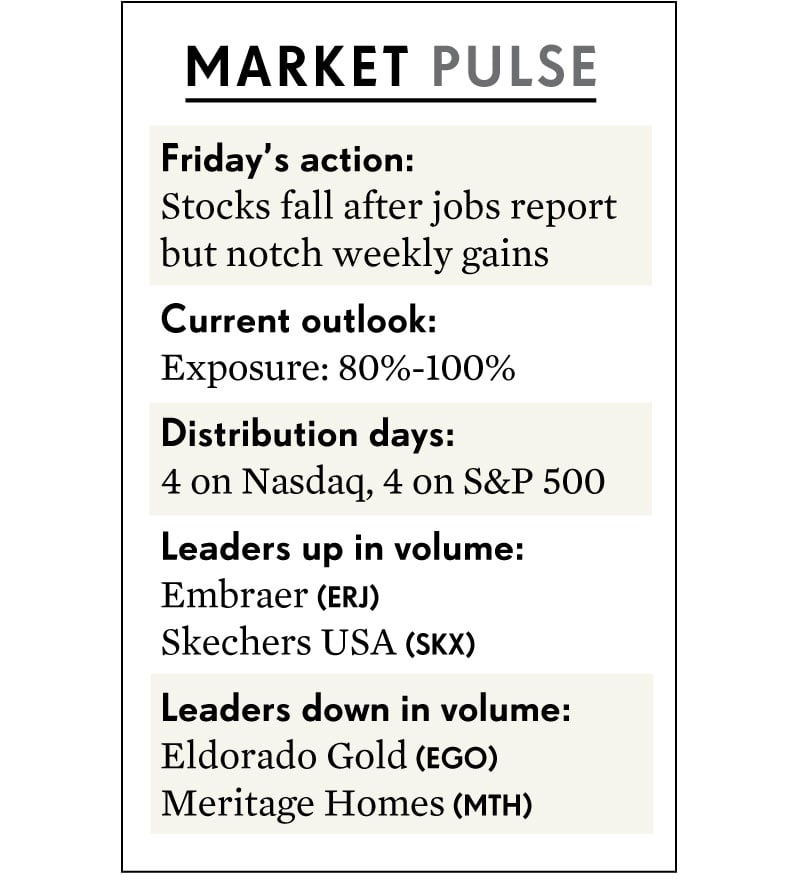 MARKET PULSE
Friday's action:
Stocks fall after jobs report
but notch weekly gains
Current outlook:
Exposure: 80%-100%
Distribution days:
4 on Nasdaq, 4 on S&P 500
Leaders up in volume:
Embraer (ERJ)
Skechers USA (SKX)
Leaders down in volume:
Eldorado Gold (EGO)
Meritage Homes (MTH)